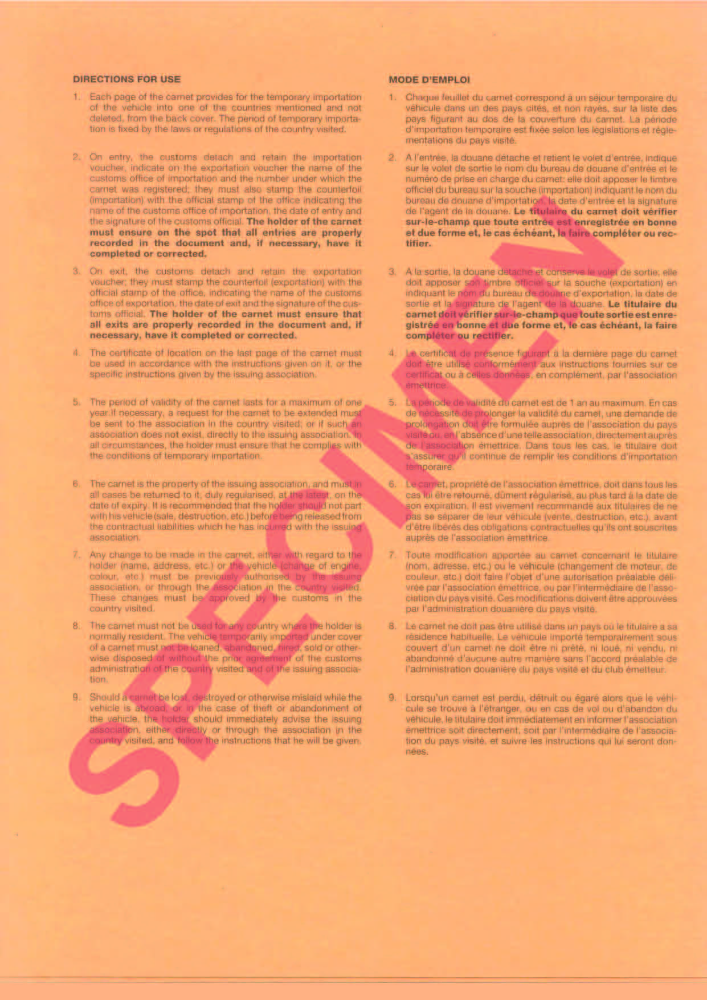 DIRECTIONS FOR USE
1. Each page of the carnet provides for the temporary importation
of the vehicle into one of the countries mentioned and not
deleted, from the back cover. The period of temporary importa-
tion is fixed by the laws or regulations of the country visited.
2. On entry, the customs detach and retain the importation
voucher, indicate on the exportation voucher the name of the
customs office of importation and the number under which the
carnet was registered; they must also stamp the counterfoil
(importation) with the official stamp of the office indicating the
name of the customs office of importation, the date of entry and
the signature of the customs official. The holder of the carnet
must ensure on the spot that all entries are properly
recorded in the document and, if necessary, have it
completed or corrected.
3. On exit, the customs detach and retain the exportation
voucher; they must stamp the counterfoil (exportation) with the
official stamp of the office, indicating the name of the customs
office of exportation, the date of exit and the signature of the cus-
toms official. The holder of the carnet must ensure that
all exits are properly recorded in the document and, if
necessary, have it completed or corrected.
4. The certificate of location on the last page of the carnet must
be used in accordance with the instructions given on it, or the
specific instructions given by the issuing association.
5. The period of validity of the carnet lasts for a maximum of one
year.If necessary, a request for the carnet to be extended must
be sent to the association in the country visited; or if such an
association does not exist, directly to the issuing association. In
all circumstances, the holder must ensure that he complies with
the conditions of temporary importation.
6. The carnet is the property of the issuing association, and must in
all cases be returned to it, duly regularised, at the latest, on the
date of expiry. It is recommended that the holder should not part
with his vehicle (sale, destruction, etc.) before being released from
the contractual liabilities which he has incurred with the issuing
association.
7. Any change to be made in the carnet, either with regard to the
holder (name, address, etc.) or the vehicle (change of engine,
colour, etc.) must be previously authorised by the issuing
association, or through the association in the country visited.
These changes must be approved by the customs in the
country visited.
8. The carnet must not be used for any country where the holder is
normally resident. The vehicle temporarily imported under cover
of a carnet must not be loaned, abandoned, hired, sold or other-
wise disposed of without the prior agreement of the customs
administration of the country visited and of the issuing associa-
tion.
9. Should a carnet be lost, destroyed or otherwise mislaid while the
vehicle is abroad, or in the case of theft or abandonment of
the vehicle, the holder should immediately advise the issuing
association, either directly or through the association in the
country visited, and follow the instructions that he will be given.
MODE D'EMPLOI
1. Chaque feuillet du carnet correspond à un séjour temporaire du
véhicule dans un des pays cités, et non rayés, sur la liste des
pays figurant au dos de la couverture du carnet. La période
d'importation temporaire est fixée selon les législations et régle-
mentations du pays visité.
2. A l'entrée, la douane détache et retient le volet d'entrée, indique
sur le volet de sortie le nom du bureau de douane d'entrée et le
numéro de prise en charge du carnet; elle doit apposer le timbre
officiel du bureau sur la souche (importation) indiquant le nom du
bureau de douane d'importation, la date d'entrée et la signature
de l'agent de la douane. Le titulaire du carnet doit vérifier
sur-le-champ que toute entrée est enregistrée en bonne
et due forme et, le cas échéant, la faire compléter ou rec-
tifier.
3. A la sortie, la douane détache et conserve le volet de sortie; elle
doit apposer son timbre officiel sur la souche (exportation) en
indiquant le nom du bureau de douane d'exportation, la date de
sortie et la signature de l'agent de la douane. Le titulaire du
carnet doit vérifier sur-le-champ que toute sortie est enre-
gistrée en bonne et due forme et, le cas échéant, la faire
compléter ou rectifier.
4. Le certificat de présence figurant à la dernière page du carnet
doit être utilisé conformément aux instructions fournies sur ce
certificat ou à celles données, en complément, par l'association
émettrice.
5. La période de validité du carnet est de 1 an au maximum. En cas
de nécessité de prolonger la validité du carnet, une demande de
prolongation doit être formulée auprès de l'association du pays
visité ou, en l'absence d'une telle association, directement auprès
de l'association émettrice. Dans tous les cas, le titulaire doit
s'assurer qu'il continue de remplir les conditions d'importation
temporaire.
6. Le carnet, propriété de l'association émettrice, doit dans tous les
cas lui être retourné, dûment régularisé, au plus tard à la date de
son expiration. Il est vivement recommandé aux titulaires de ne
pas se séparer de leur véhicule (vente, destruction, etc.), avant
d'être libérés des obligations contractuelles qu'ils ont souscrites
auprès de l'association émettrice.
7. Toute modification apportée au carnet concernant le titulaire
(nom, adresse, etc.) ou le véhicule (changement de moteur, de
couleur, etc.) doit faire l'objet d'une autorisation préalable déli-
vrée par l'association émettrice, ou par l'intermédiaire de l'asso-
ciation du pays visité. Ces modifications doivent être approuvées
par l'administration douanière du pays visité.
8. Le carnet ne doit pas être utilisé dans un pays où le titulaire a sa
résidence habituelle. Le véhicule importé temporairement sous
couvert d'un carnet ne doit être ni prêté, ni loué, ni vendu, ni
abandonné d'aucune autre manière sans l'accord préalable de
l'administration douanière du pays visité et du club émetteur.
9. Lorsqu'un carnet est perdu, détruit ou égaré alors que le véhi-
cule se trouve à l'étranger, ou en cas de vol ou d'abandon du
véhicule, le titulaire doit immédiatement en informer l'association
émettrice soit directement, soit par l'intermédiaire de l'associa-
tion du pays visité, et suivre les instructions qui lui seront don-
nées.
SPECIMEN